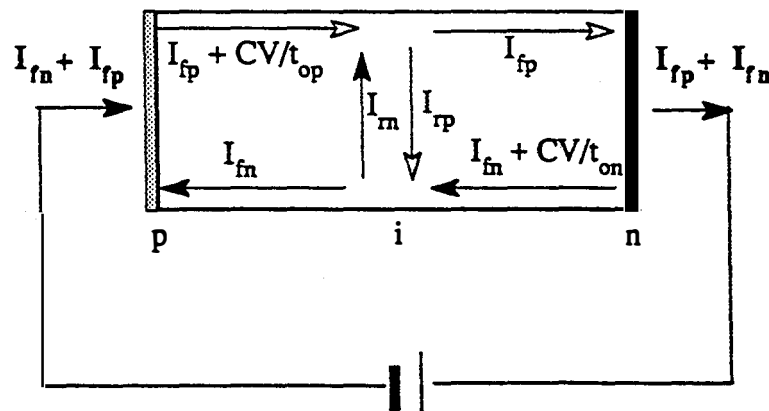 I_fn + I_fp
I_fp + CV/t_op
I_fp
I_fp + I_fn
I_rn
I_rp
I_fn
I_fn + CV/t_on
p
i
n